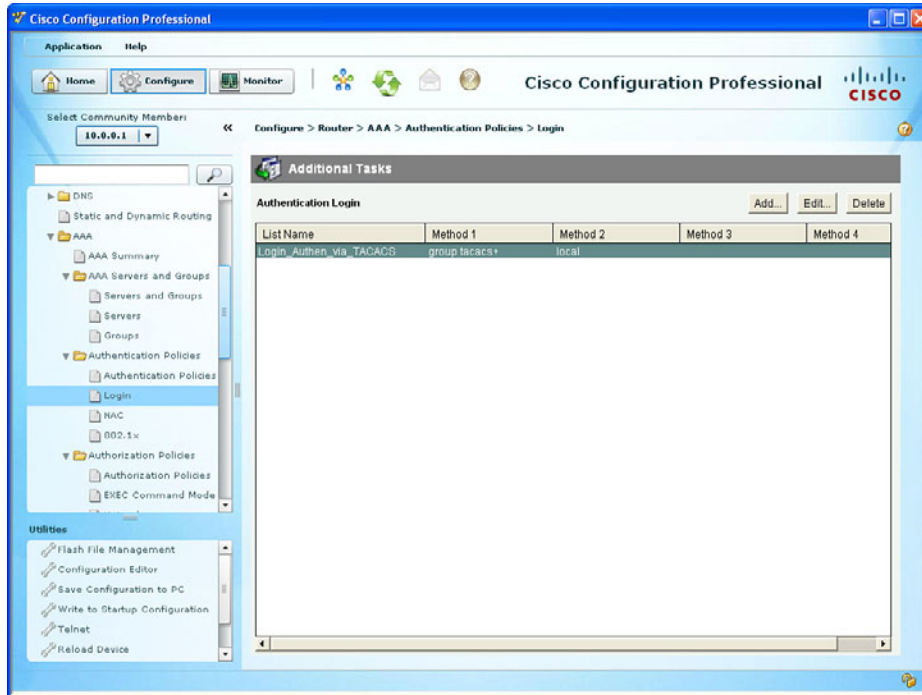 Cisco Configuration Professional
Application Help
Home Configure Monitor Cisco Configuration Professional CISCO
Select Community Member:
10.0.0.1
Configure > Router > AAA > Authentication Policies > Login
Additional Tasks
DNS
Static and Dynamic Routing
AAA
AAA Summary
AAA Servers and Groups
Servers and Groups
Servers
Groups
Authentication Policies
Authentication Policies
Login
NAC
802.1x
Authorization Policies
Authorization Policies
EXEC Command Mode
Utilities
Flash File Management
Configuration Editor
Save Configuration to PC
Write to Startup Configuration
Telnet
Reload Device
Authentication Login Add... Edit... Delete
List Name Method 1 Method 2 Method 3 Method 4
Login_Authen_via_TACACS group tacacs+ local